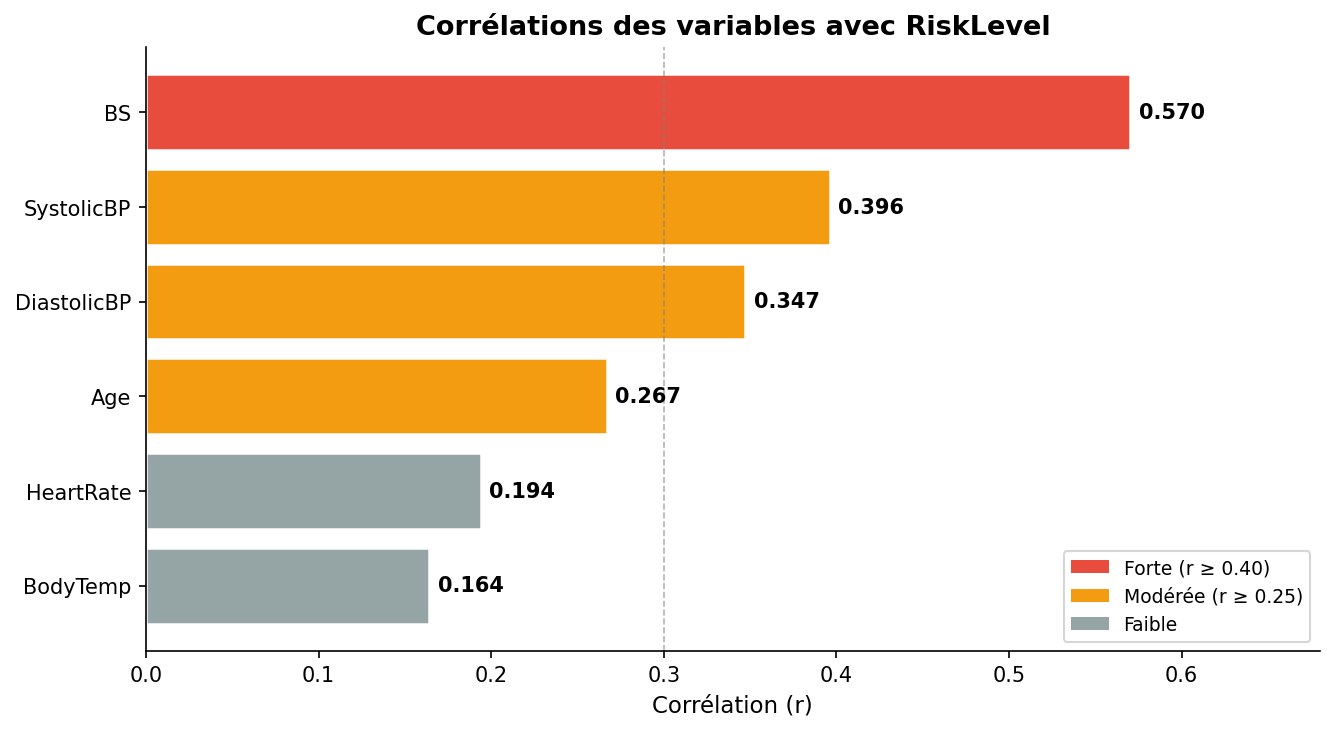 Corrélations des variables avec RiskLevel
BS
0.570
SystolicBP
0.396
DiastolicBP
0.347
Age
0.267
HeartRate
0.194
BodyTemp
0.164
Forte (r ≥ 0.40)
Modérée (r ≥ 0.25)
Faible
0.0 0.1 0.2 0.3 0.4 0.5 0.6
Corrélation (r)